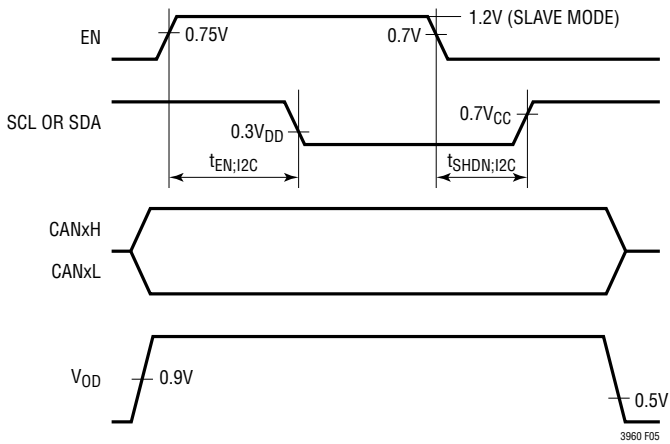 1.2V (SLAVE MODE)
EN
0.75V
0.7V
SCL OR SDA
0.3VDD
0.7VCC
tEN;I2C
tSHDN;I2C
CANxH
CANxL
VOD
0.9V
0.5V
3960 F05